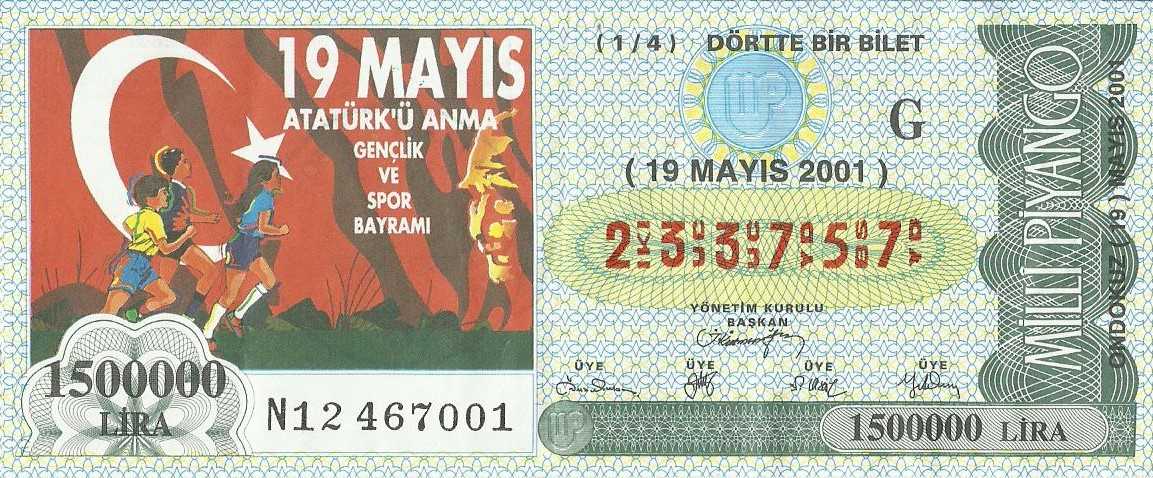 19 MAYIS
ATATÜRK'Ü ANMA
GENÇLİK
VE
SPOR
BAYRAMI
1500000
LİRA
N12 467001
(1/4) DÖRTTE BİR BİLET
MP
G
( 19 MAYIS 2001 )
2 3 3 7 5 7
YÖNETİM KURULU
BAŞKAN
ÜYE ÜYE ÜYE ÜYE
MP
1500000 LİRA
MİLLİ PİYANGO
ONDOKUZ ( 19 ) MAYIS 2001